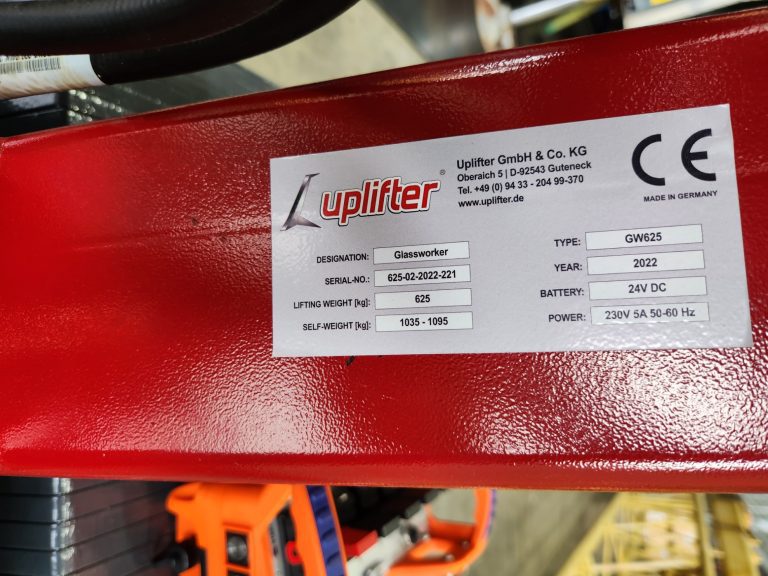 uplifter®
Uplifter GmbH & Co. KG
Oberaich 5 | D-92543 Guteneck
Tel. +49 (0) 94 33 - 204 99-370
www.uplifter.de
CE
MADE IN GERMANY
DESIGNATION: Glassworker
SERIAL-NO.: 625-02-2022-221
LIFTING WEIGHT [kg]: 625
SELF-WEIGHT [kg]: 1035 - 1095
TYPE: GW625
YEAR: 2022
BATTERY: 24V DC
POWER: 230V 5A 50-60 Hz